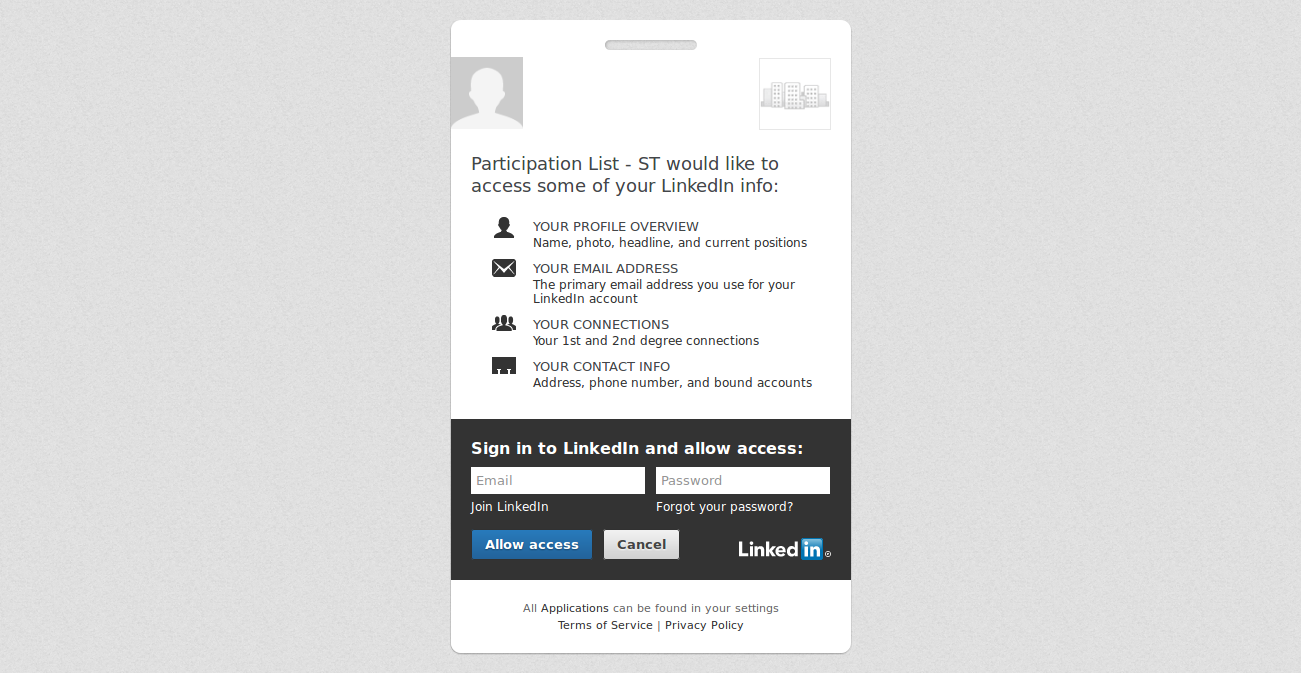 Participation List - ST would like to
access some of your LinkedIn info:
YOUR PROFILE OVERVIEW
Name, photo, headline, and current positions
YOUR EMAIL ADDRESS
The primary email address you use for your
LinkedIn account
YOUR CONNECTIONS
Your 1st and 2nd degree connections
YOUR CONTACT INFO
Address, phone number, and bound accounts
Sign in to LinkedIn and allow access:
Email Password
Join LinkedIn Forgot your password?
Allow access Cancel Linked in ®
All Applications can be found in your settings
Terms of Service | Privacy Policy